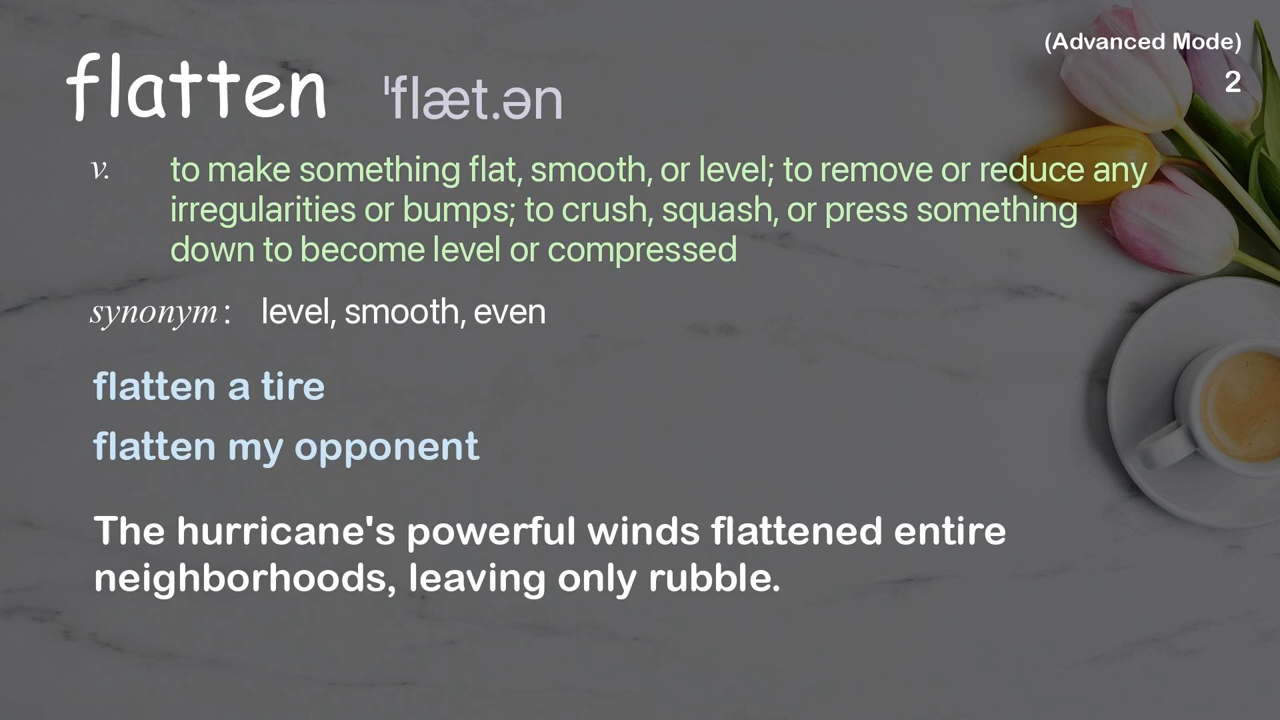 (Advanced Mode)
2
flatten ˈflæt.ən
v. to make something flat, smooth, or level; to remove or reduce any
irregularities or bumps; to crush, squash, or press something
down to become level or compressed
synonym: level, smooth, even
flatten a tire
flatten my opponent
The hurricane's powerful winds flattened entire
neighborhoods, leaving only rubble.